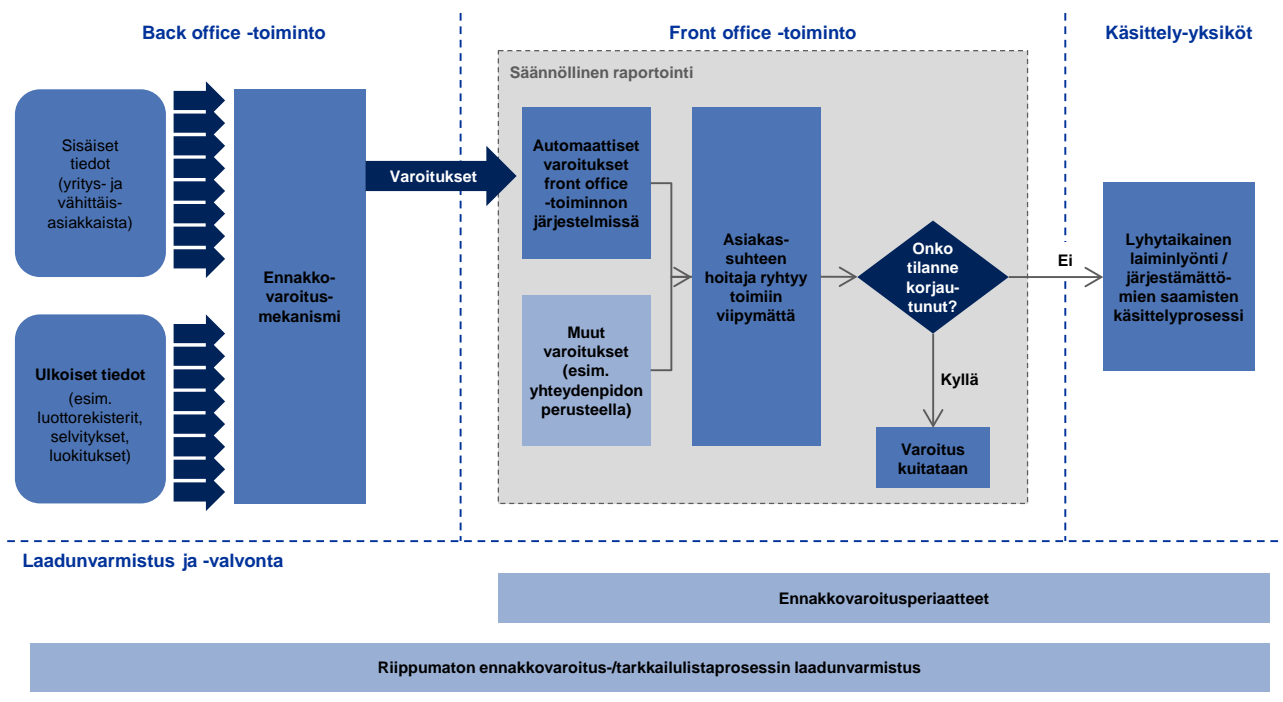 Back office -toiminto
Front office -toiminto
Käsittely-yksiköt
Säännöllinen raportointi
Sisäiset
tiedot
(yritys- ja
vähittäis-
asiakkaista)
Ulkoiset tiedot
(esim.
luottorekisterit,
selvitykset,
luokitukset)
Ennakko-
varoitus-
mekanismi
Varoitukset
Automaattiset
varoitukset
front office
-toiminnon
järjestelmissä
Muut
varoitukset
(esim.
yhteydenpidon
perusteella)
Asiakas-
suhteen
hoitaja ryhtyy
toimiin
viipymättä
Onko
tilanne
korjau-
tunut?
Ei
Kyllä
Varoitus
kuitataan
Lyhytaikainen
laiminlyönti /
järjestämättö-
mien saamisten
käsittelyprosessi
Laadunvarmistus ja -valvonta
Ennakkovaroitusperiaatteet
Riippumaton ennakkovaroitus-/tarkkailulistaprosessin laadunvarmistus